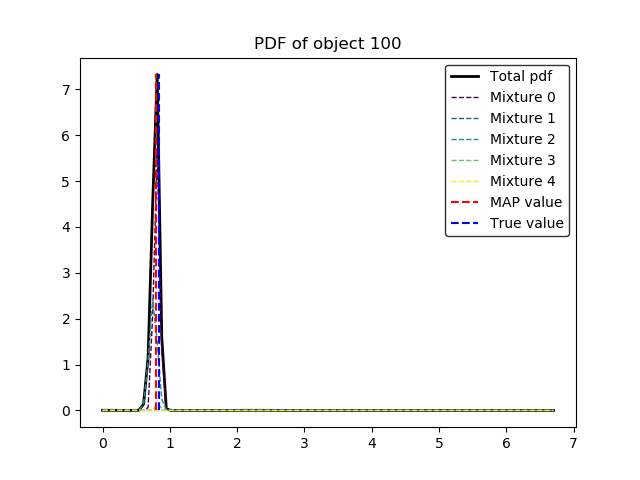 PDF of object 100
Total pdf
Mixture 0
Mixture 1
Mixture 2
Mixture 3
Mixture 4
MAP value
True value
7
6
5
4
3
2
1
0
0 1 2 3 4 5 6 7